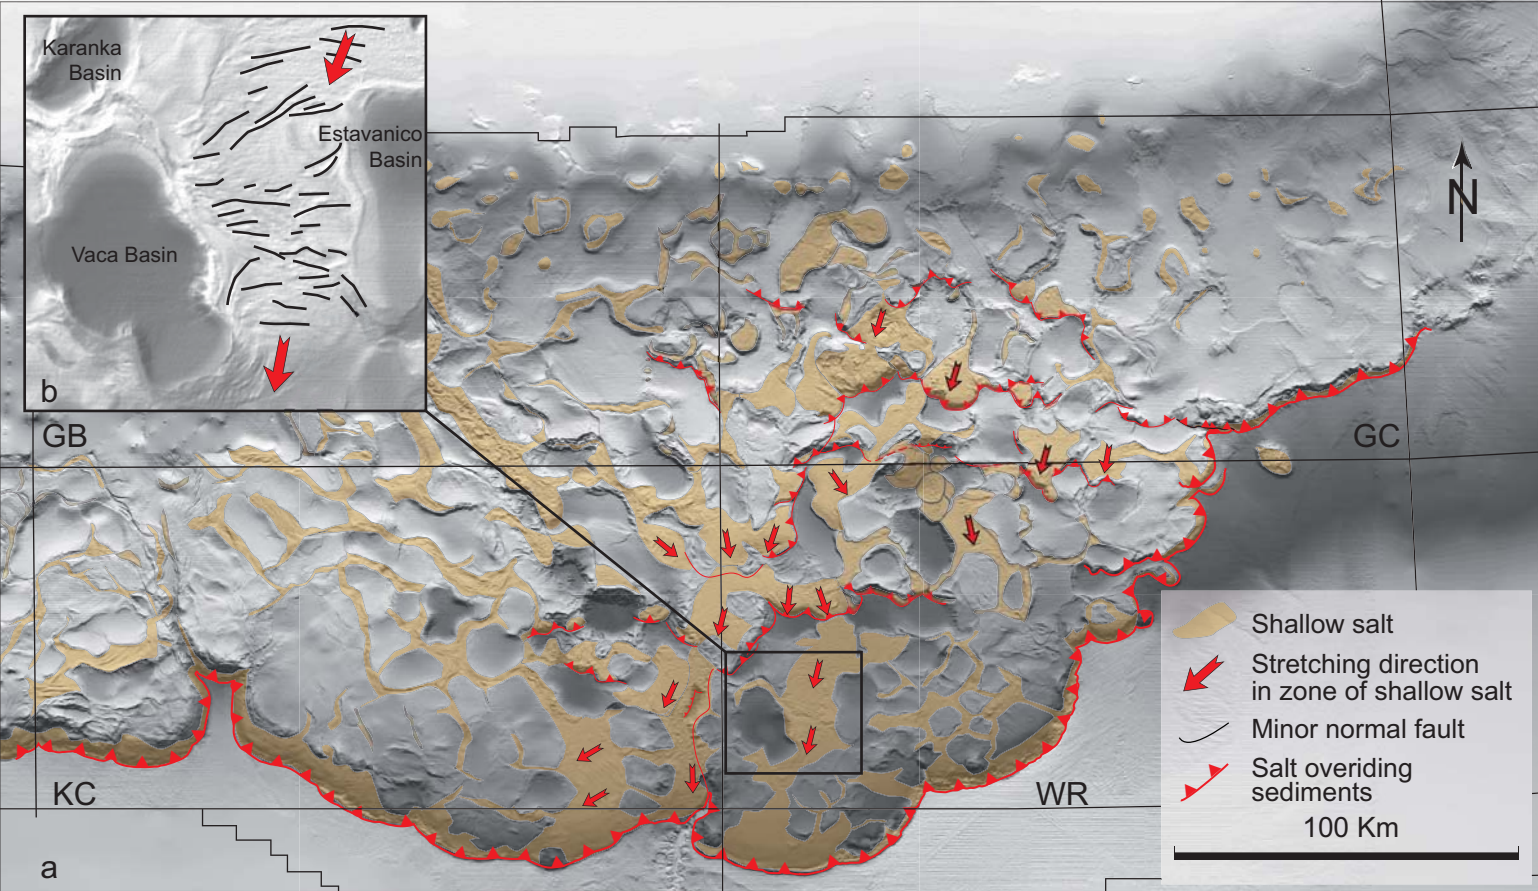 Karanka
Basin
Estavanico
Basin
Vaca Basin
b
N
GB
GC
KC
WR
a
Shallow salt
Stretching direction
in zone of shallow salt
Minor normal fault
Salt overiding
sediments
100 Km